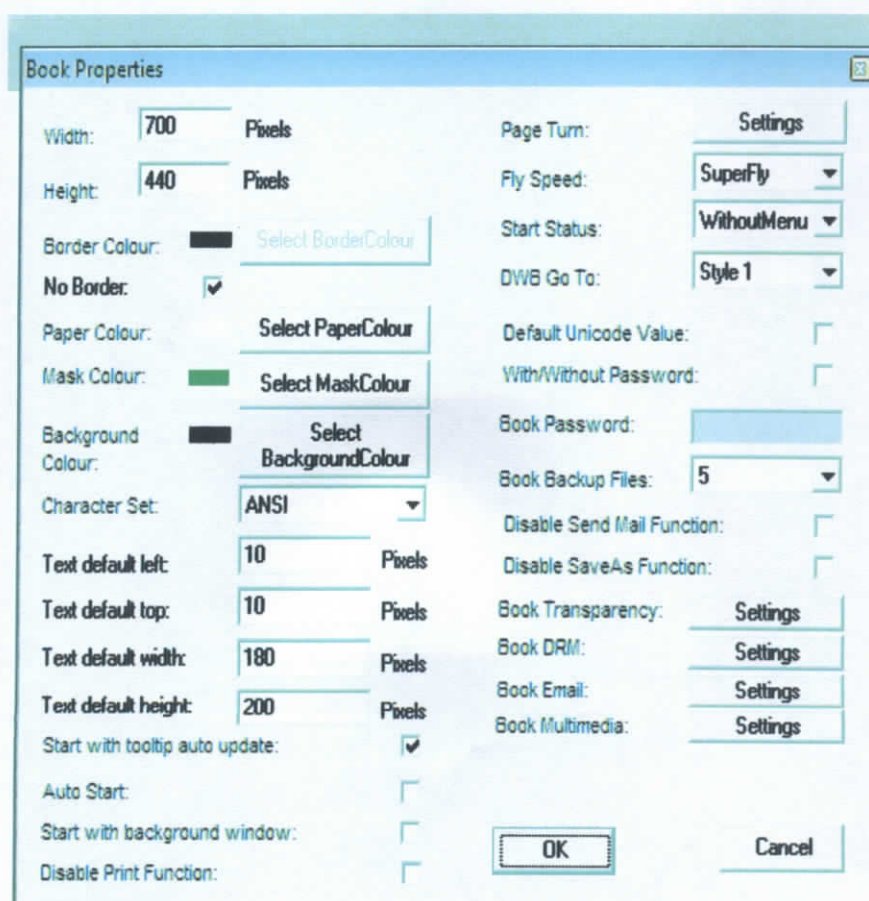 Book Properties
Width: 700 Pixels
Height: 440 Pixels
Border Colour: Select BorderColour
No Border:
Paper Colour: Select PaperColour
Mask Colour: Select MaskColour
Background Colour: Select BackgroundColour
Character Set: ANSI
Text default left: 10 Pixels
Text default top: 10 Pixels
Text default width: 180 Pixels
Text default height: 200 Pixels
Start with tooltip auto update:
Auto Start:
Start with background window:
Disable Print Function:
Page Turn: Settings
Fly Speed: SuperFly
Start Status: WithoutMenu
DWB Go To: Style 1
Default Unicode Value:
With/Without Password:
Book Password:
Book Backup Files: 5
Disable Send Mail Function:
Disable SaveAs Function:
Book Transparency: Settings
Book DRM: Settings
Book Email: Settings
Book Multimedia: Settings
OK Cancel